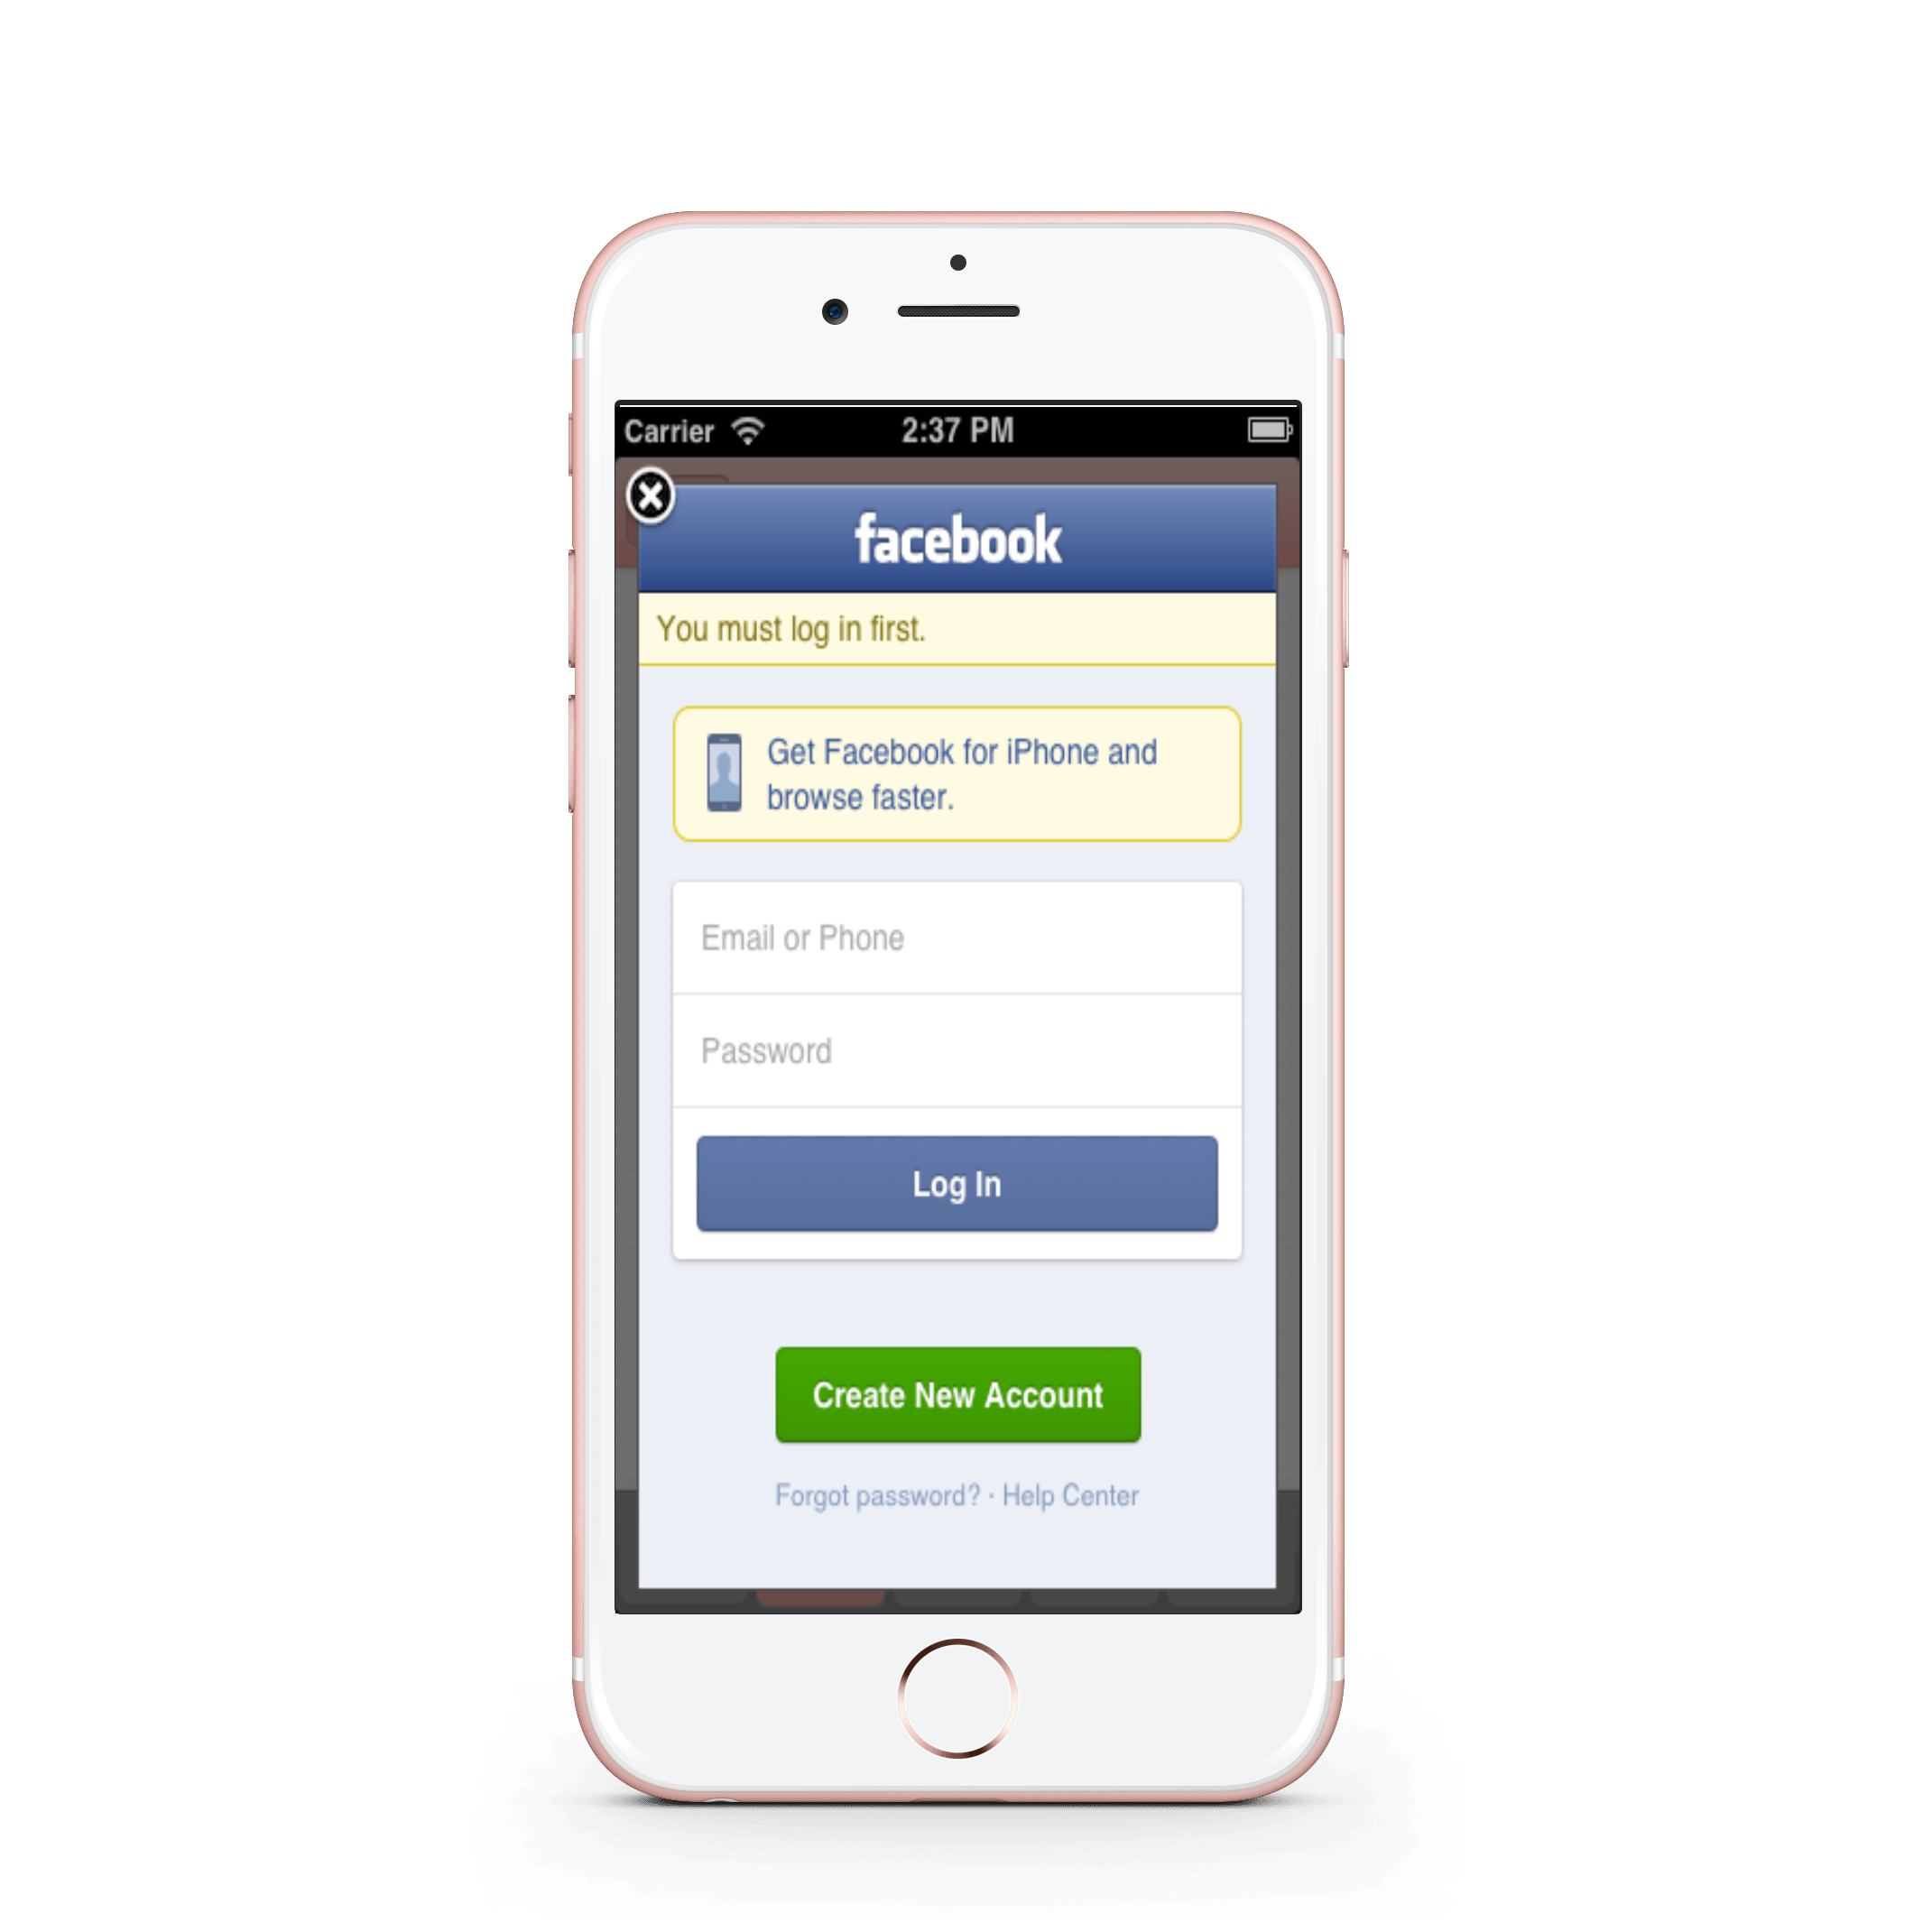 Carrier 2:37 PM
facebook
You must log in first.
Get Facebook for iPhone and
browse faster.
Email or Phone
Password
Log In
Create New Account
Forgot password? · Help Center